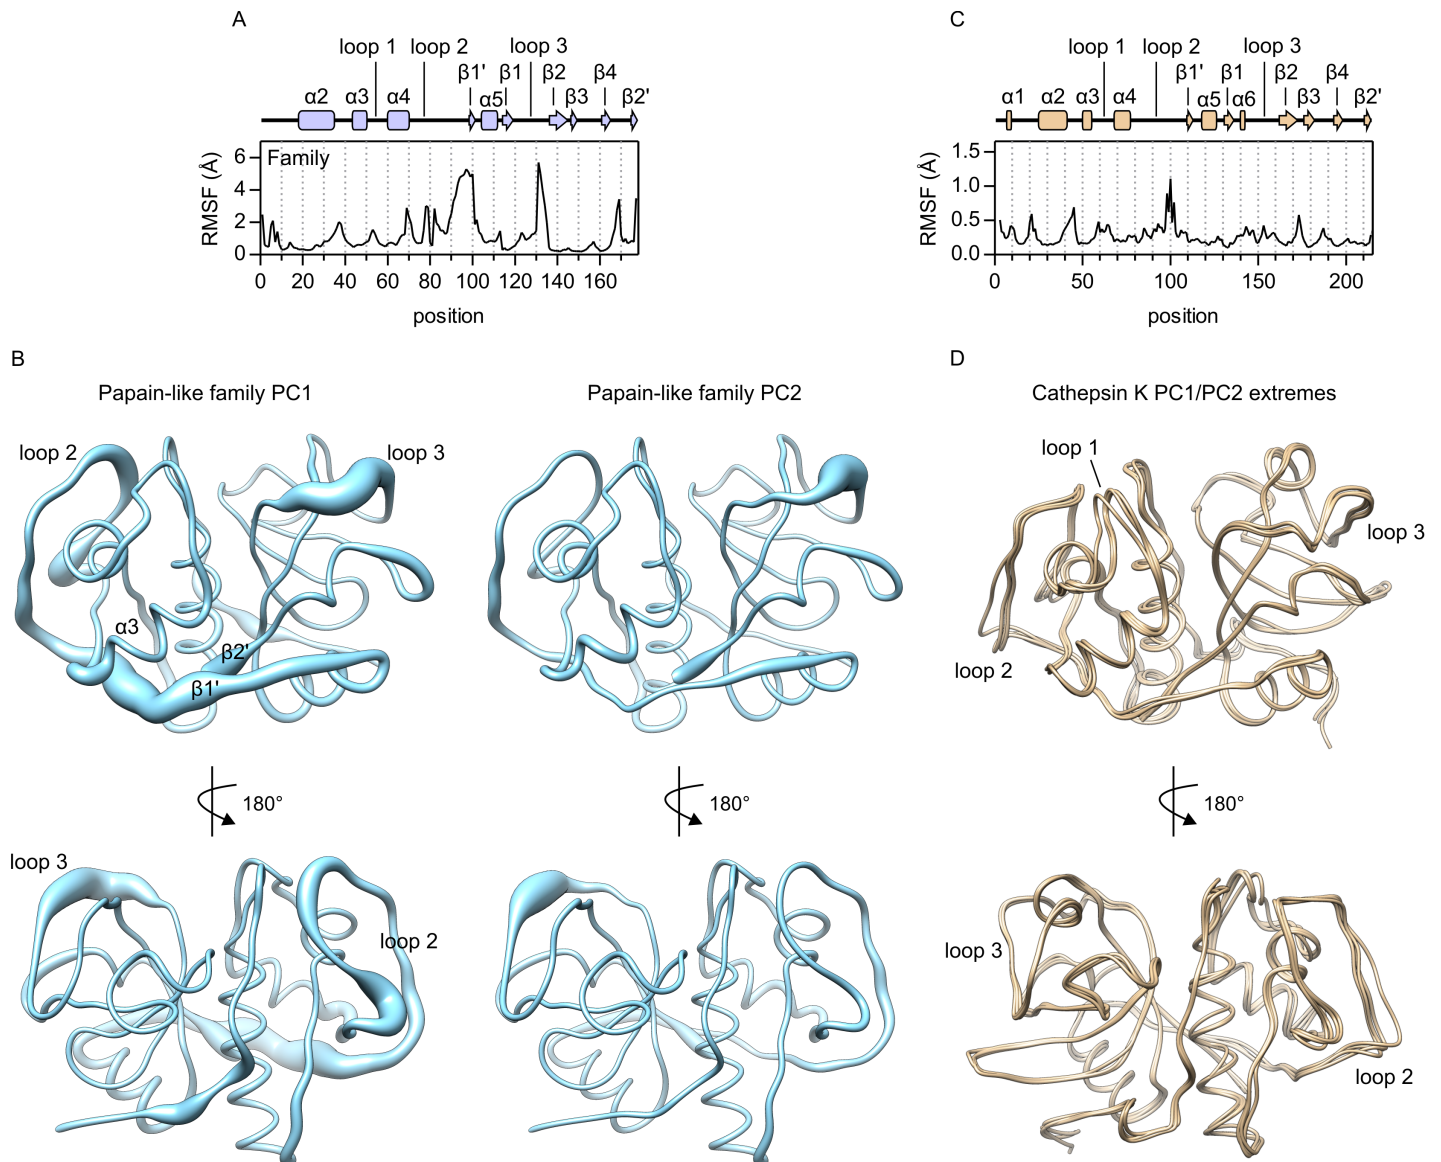 A
loop 1 loop 2 loop 3
β1' β1 β2 β4
α2 α3 α4 α5 β3 β2'
Family
RMSF (Å)
6
4
2
0
0 20 40 60 80 100 120 140 160
position
C
loop 1 loop 2 loop 3
β1' β1 β2 β4
α1 α2 α3 α4 α5 α6 β3 β2'
RMSF (Å)
1.5
1.0
0.5
0.0
0 50 100 150 200
position
B
Papain-like family PC1
Papain-like family PC2
loop 2
loop 3
α3
β2'
β1'
180°
180°
loop 3
loop 2
D
Cathepsin K PC1/PC2 extremes
loop 1
loop 3
loop 2
180°
loop 3
loop 2